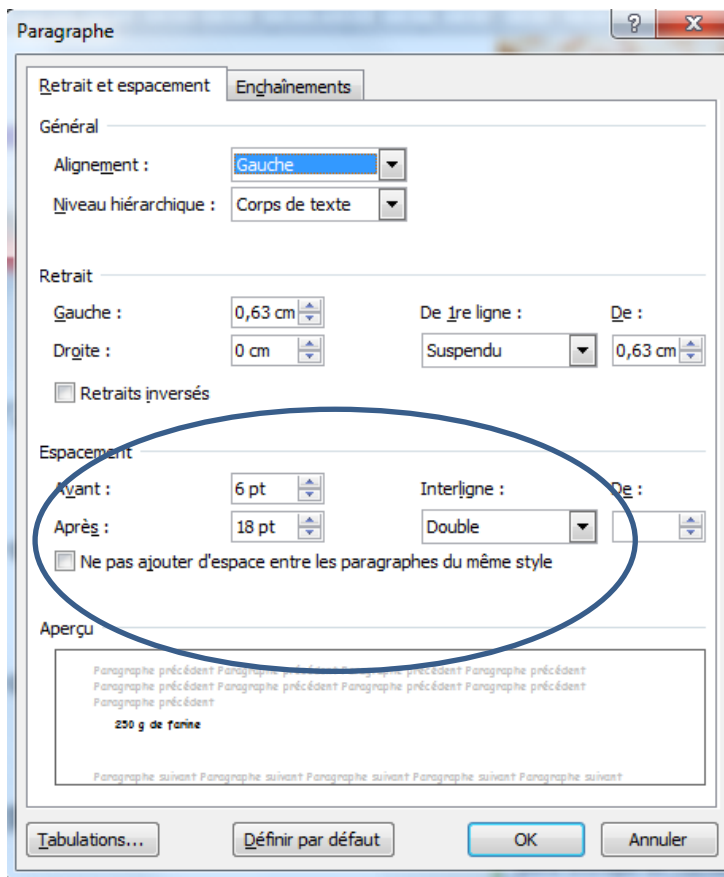 Paragraphe
Retrait et espacement Enchaînements
Général
Alignement : Gauche
Niveau hiérarchique : Corps de texte
Retrait
Gauche : 0,63 cm De 1re ligne : De :
Droite : 0 cm Suspendu 0,63 cm
Retraits inversés
Espacement
Avant : 6 pt Interligne : De :
Après : 18 pt Double
Ne pas ajouter d'espace entre les paragraphes du même style
Aperçu
Paragraphe précédent Paragraphe précédent Paragraphe précédent Paragraphe précédent
Paragraphe précédent Paragraphe précédent Paragraphe précédent Paragraphe précédent
Paragraphe précédent
250 g de farine
Paragraphe suivant Paragraphe suivant Paragraphe suivant Paragraphe suivant Paragraphe suivant
Tabulations... Définir par défaut OK Annuler